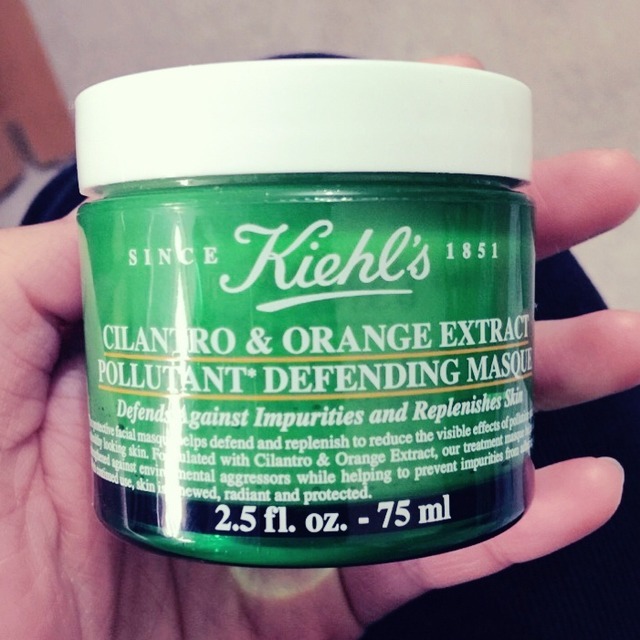 SINCE Kiehl's 1851
CILANTRO & ORANGE EXTRACT
POLLUTANT* DEFENDING MASQUE
Defends Against Impurities and Replenishes Skin
facial masque helps defend and replenish to reduce the visible effects of
looking skin. Formulated with Cilantro & Orange Extract, our treatment
against environmental aggressors while helping to prevent impurities from
use, skin is renewed, radiant and protected.
2.5 fl. oz. - 75 ml